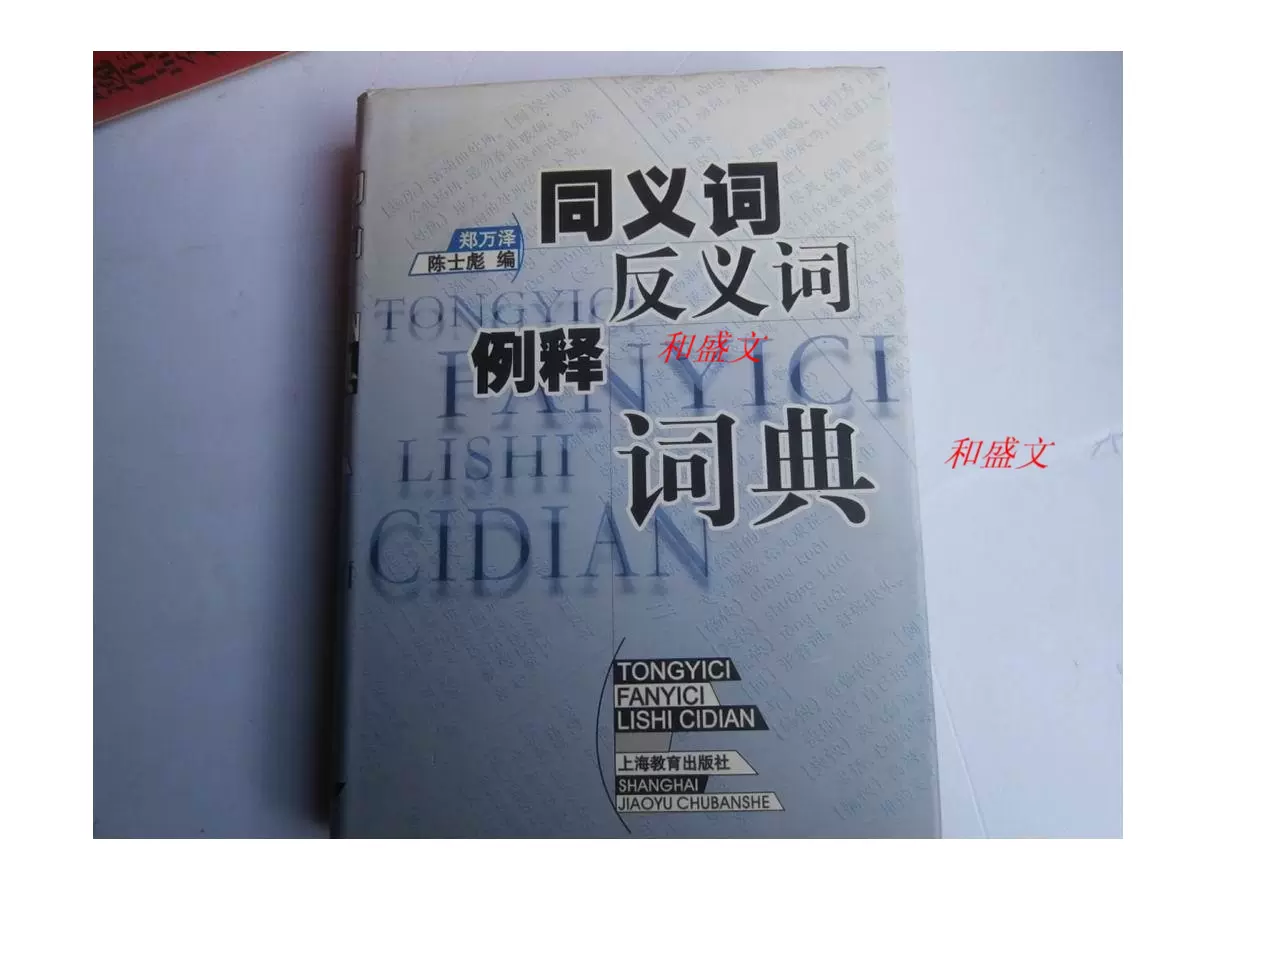 同义词
郑万泽
陈士彪 编
反义词
TONGYICI
例释
和盛文
FANYICI
词典
和盛文
LISHI
CIDIAN
TONGYICI
FANYICI
LISHI CIDIAN
上海教育出版社
SHANGHAI
JIAOYU CHUBANSHE